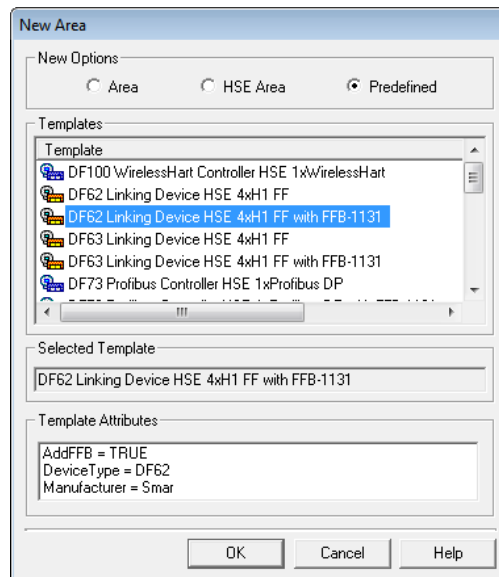 New Area
New Options
Area HSE Area Predefined
Templates
Template
DF100 WirelessHart Controller HSE 1xWirelessHart
DF62 Linking Device HSE 4xH1 FF
DF62 Linking Device HSE 4xH1 FF with FFB-1131
DF63 Linking Device HSE 4xH1 FF
DF63 Linking Device HSE 4xH1 FF with FFB-1131
DF73 Profibus Controller HSE 1xProfibus DP
Selected Template
DF62 Linking Device HSE 4xH1 FF with FFB-1131
Template Attributes
AddFFB = TRUE
DeviceType = DF62
Manufacturer = Smar
OK Cancel Help